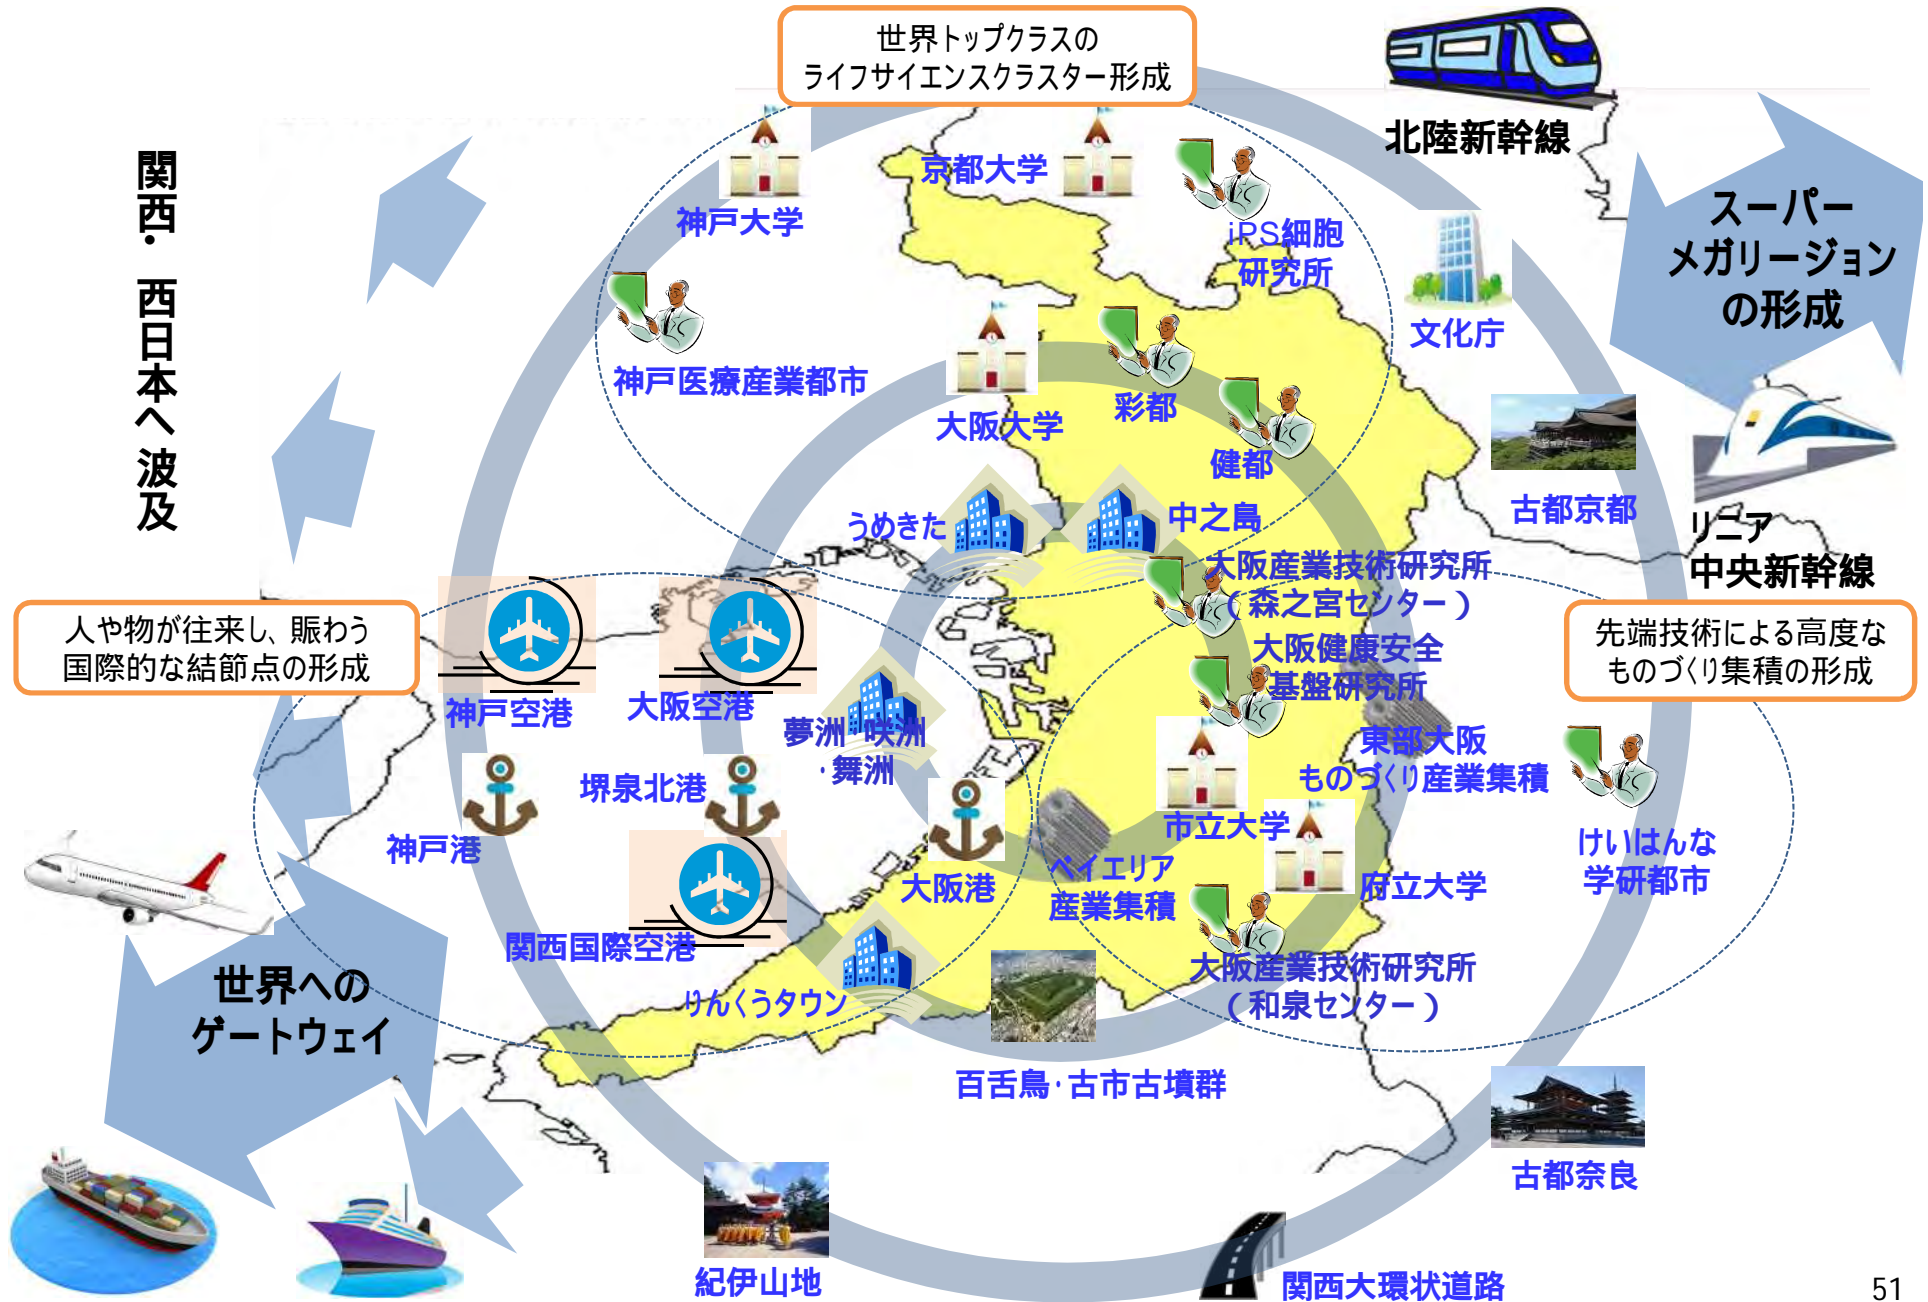 世界トップクラスの
ライフサイエンスクラスター形成
北陸新幹線
関西・西日本へ波及
スーパー
メガリージョン
の形成
京都大学
神戸大学
iPS細胞
研究所
文化庁
神戸医療産業都市
大阪大学
彩都
健都
古都京都
うめきた
中之島
リニア
中央新幹線
大阪産業技術研究所
(森之宮センター)
人や物が往来し、賑わう
国際的な結節点の形成
先端技術による高度な
ものづくり集積の形成
大阪健康安全
基盤研究所
神戸空港
大阪空港
夢洲・咲洲
・舞洲
東部大阪
ものづくり産業集積
堺泉北港
神戸港
市立大学
けいはんな
学研都市
大阪港
ベイエリア
産業集積
府立大学
関西国際空港
大阪産業技術研究所
(和泉センター)
世界への
ゲートウェイ
りんくうタウン
百舌鳥・古市古墳群
古都奈良
紀伊山地
関西大環状道路
51